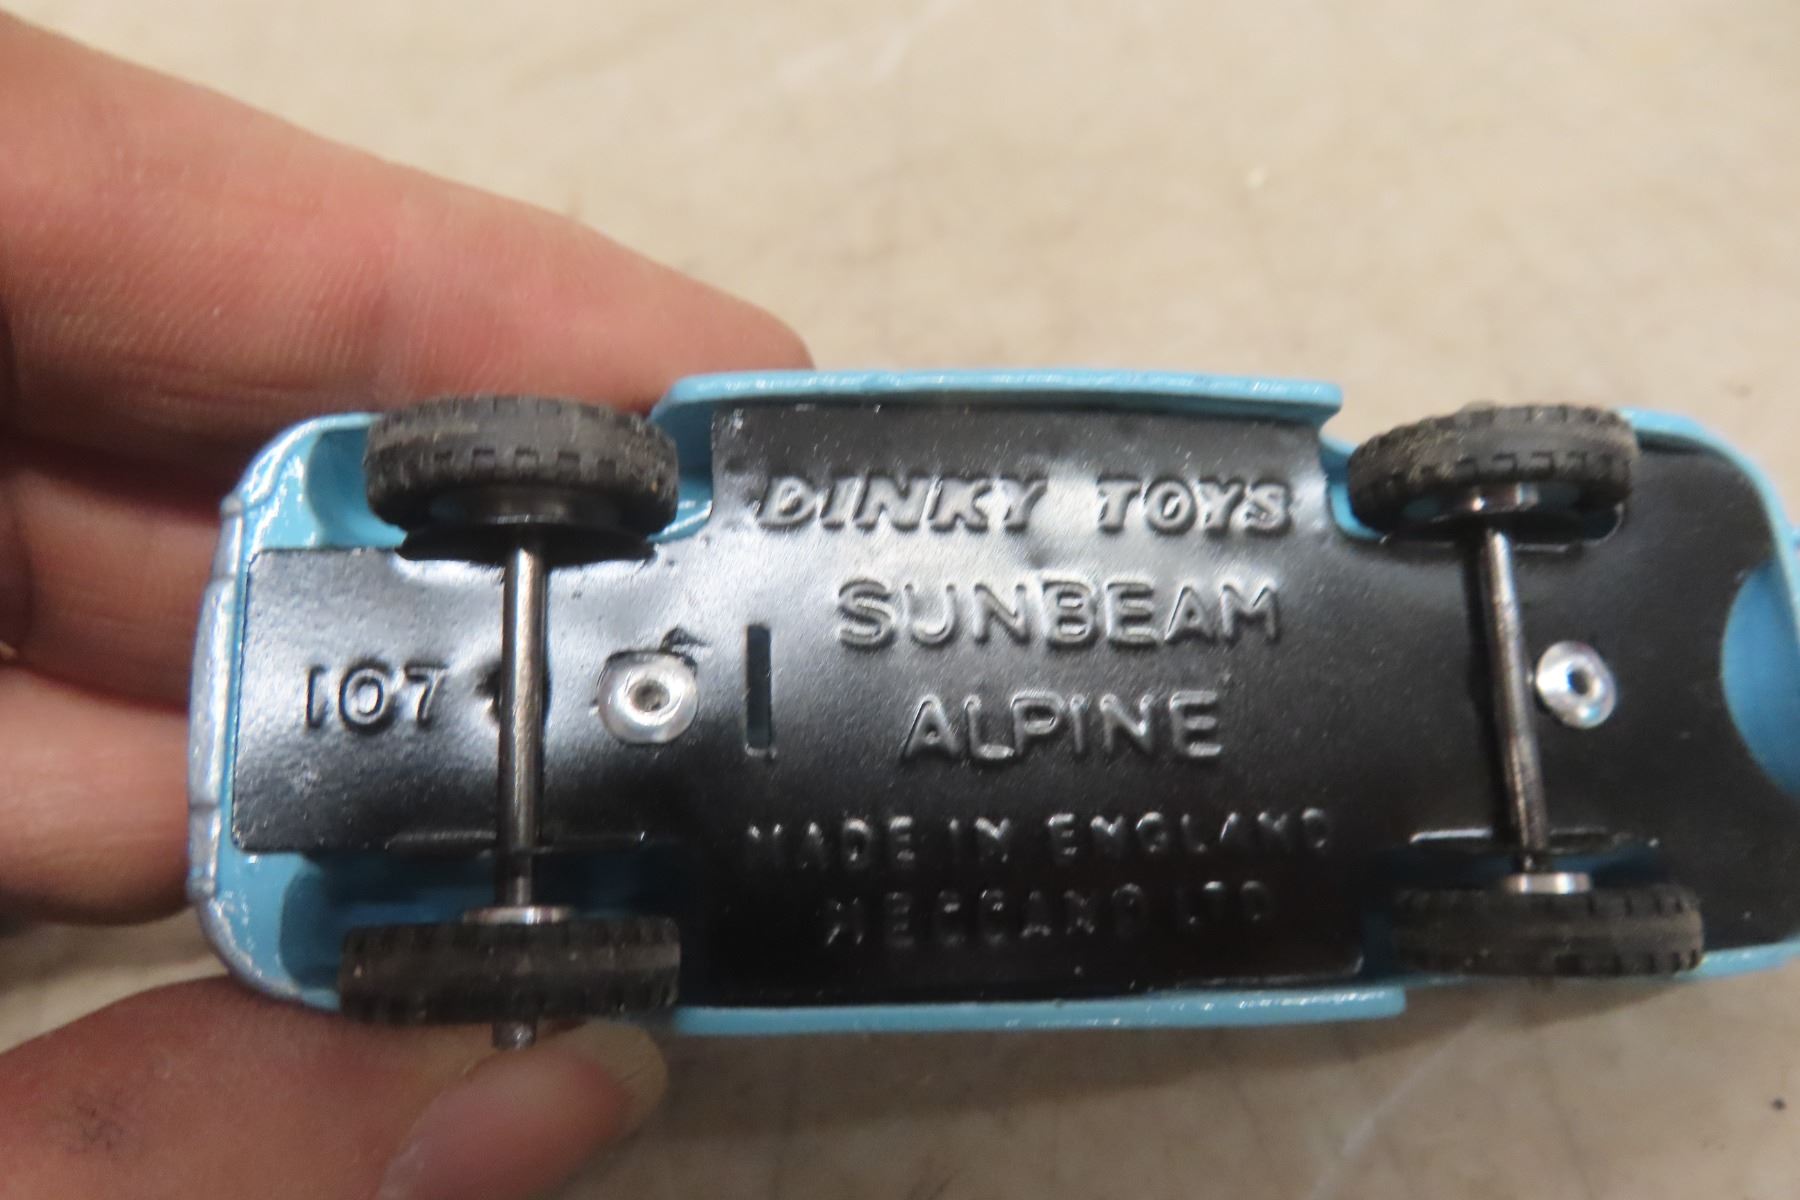 DINKY TOYS
SUNBEAM
ALPINE
MADE IN ENGLAND
MECCANO LTD
107